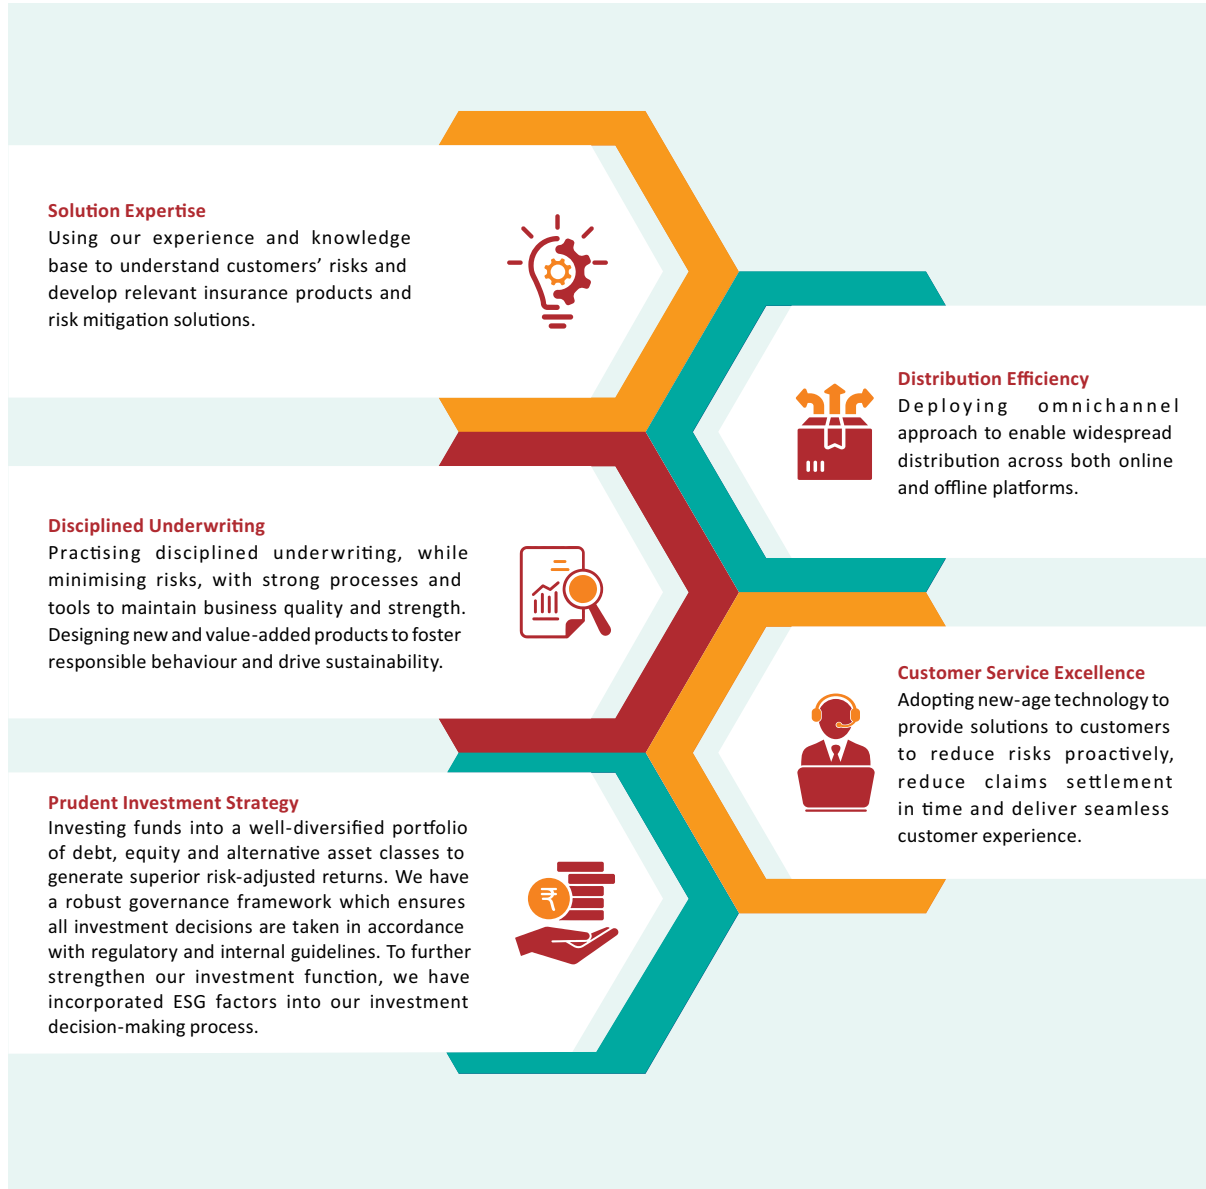 Solution Expertise
Using our experience and knowledge
base to understand customers’ risks and
develop relevant insurance products and
risk mitigation solutions.
Distribution Efficiency
Deploying omnichannel
approach to enable widespread
distribution across both online
and offline platforms.
Disciplined Underwriting
Practising disciplined underwriting, while
minimising risks, with strong processes and
tools to maintain business quality and strength.
Designing new and value-added products to foster
responsible behaviour and drive sustainability.
Customer Service Excellence
Adopting new-age technology to
provide solutions to customers
to reduce risks proactively,
reduce claims settlement
in time and deliver seamless
customer experience.
Prudent Investment Strategy
Investing funds into a well-diversified portfolio
of debt, equity and alternative asset classes to
generate superior risk-adjusted returns. We have
a robust governance framework which ensures
all investment decisions are taken in accordance
with regulatory and internal guidelines. To further
strengthen our investment function, we have
incorporated ESG factors into our investment
decision-making process.
₹